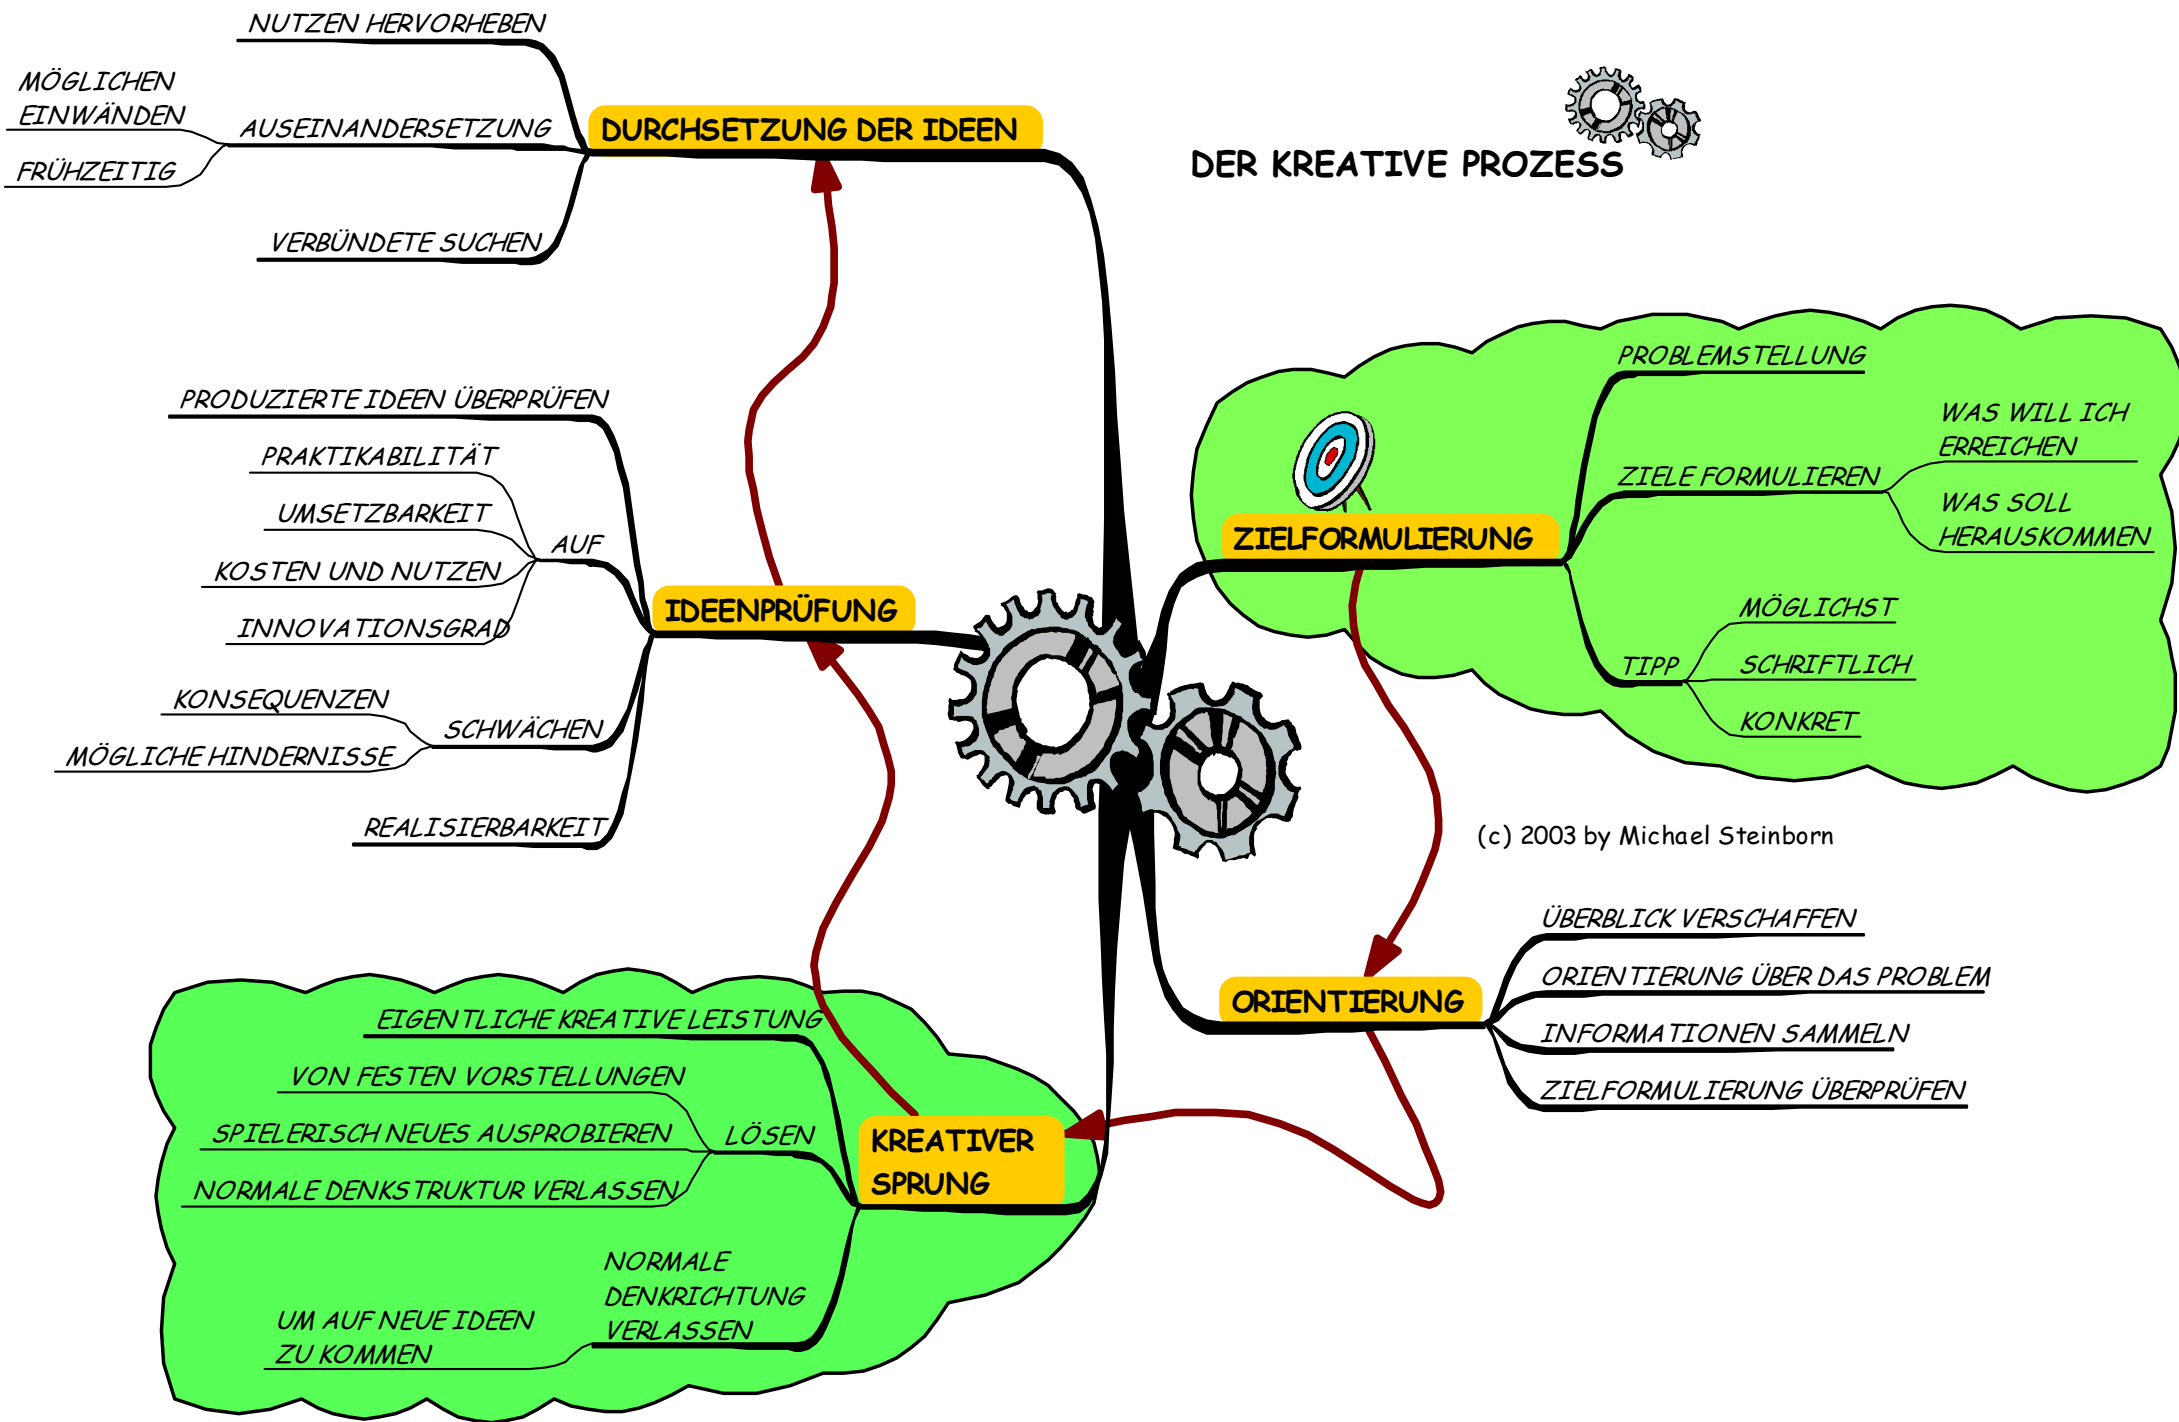 DER KREATIVE PROZESS
NUTZEN HERVORHEBEN
MÖGLICHEN
EINWÄNDEN
FRÜHZEITIG
AUSEINANDERSETZUNG
DURCHSETZUNG DER IDEEN
VERBÜNDETE SUCHEN
PRODUZIERTE IDEEN ÜBERPRÜFEN
PRAKTIKABILITÄT
UMSETZBARKEIT
AUF
KOSTEN UND NUTZEN
INNOVATIONSGRAD
IDEENPRÜFUNG
KONSEQUENZEN
SCHWÄCHEN
MÖGLICHE HINDERNISSE
REALISIERBARKEIT
EIGENTLICHE KREATIVE LEISTUNG
VON FESTEN VORSTELLUNGEN
SPIELERISCH NEUES AUSPROBIEREN
LÖSEN
NORMALE DENKSTRUKTUR VERLASSEN
KREATIVER
SPRUNG
NORMALE
DENKRICHTUNG
VERLASSEN
UM AUF NEUE IDEEN
ZU KOMMEN
PROBLEMSTELLUNG
WAS WILL ICH
ERREICHEN
ZIELE FORMULIEREN
WAS SOLL
HERAUSKOMMEN
ZIELFORMULIERUNG
MÖGLICHST
TIPP
SCHRIFTLICH
KONKRET
(c) 2003 by Michael Steinborn
ÜBERBLICK VERSCHAFFEN
ORIENTIERUNG ÜBER DAS PROBLEM
ORIENTIERUNG
INFORMATIONEN SAMMELN
ZIELFORMULIERUNG ÜBERPRÜFEN